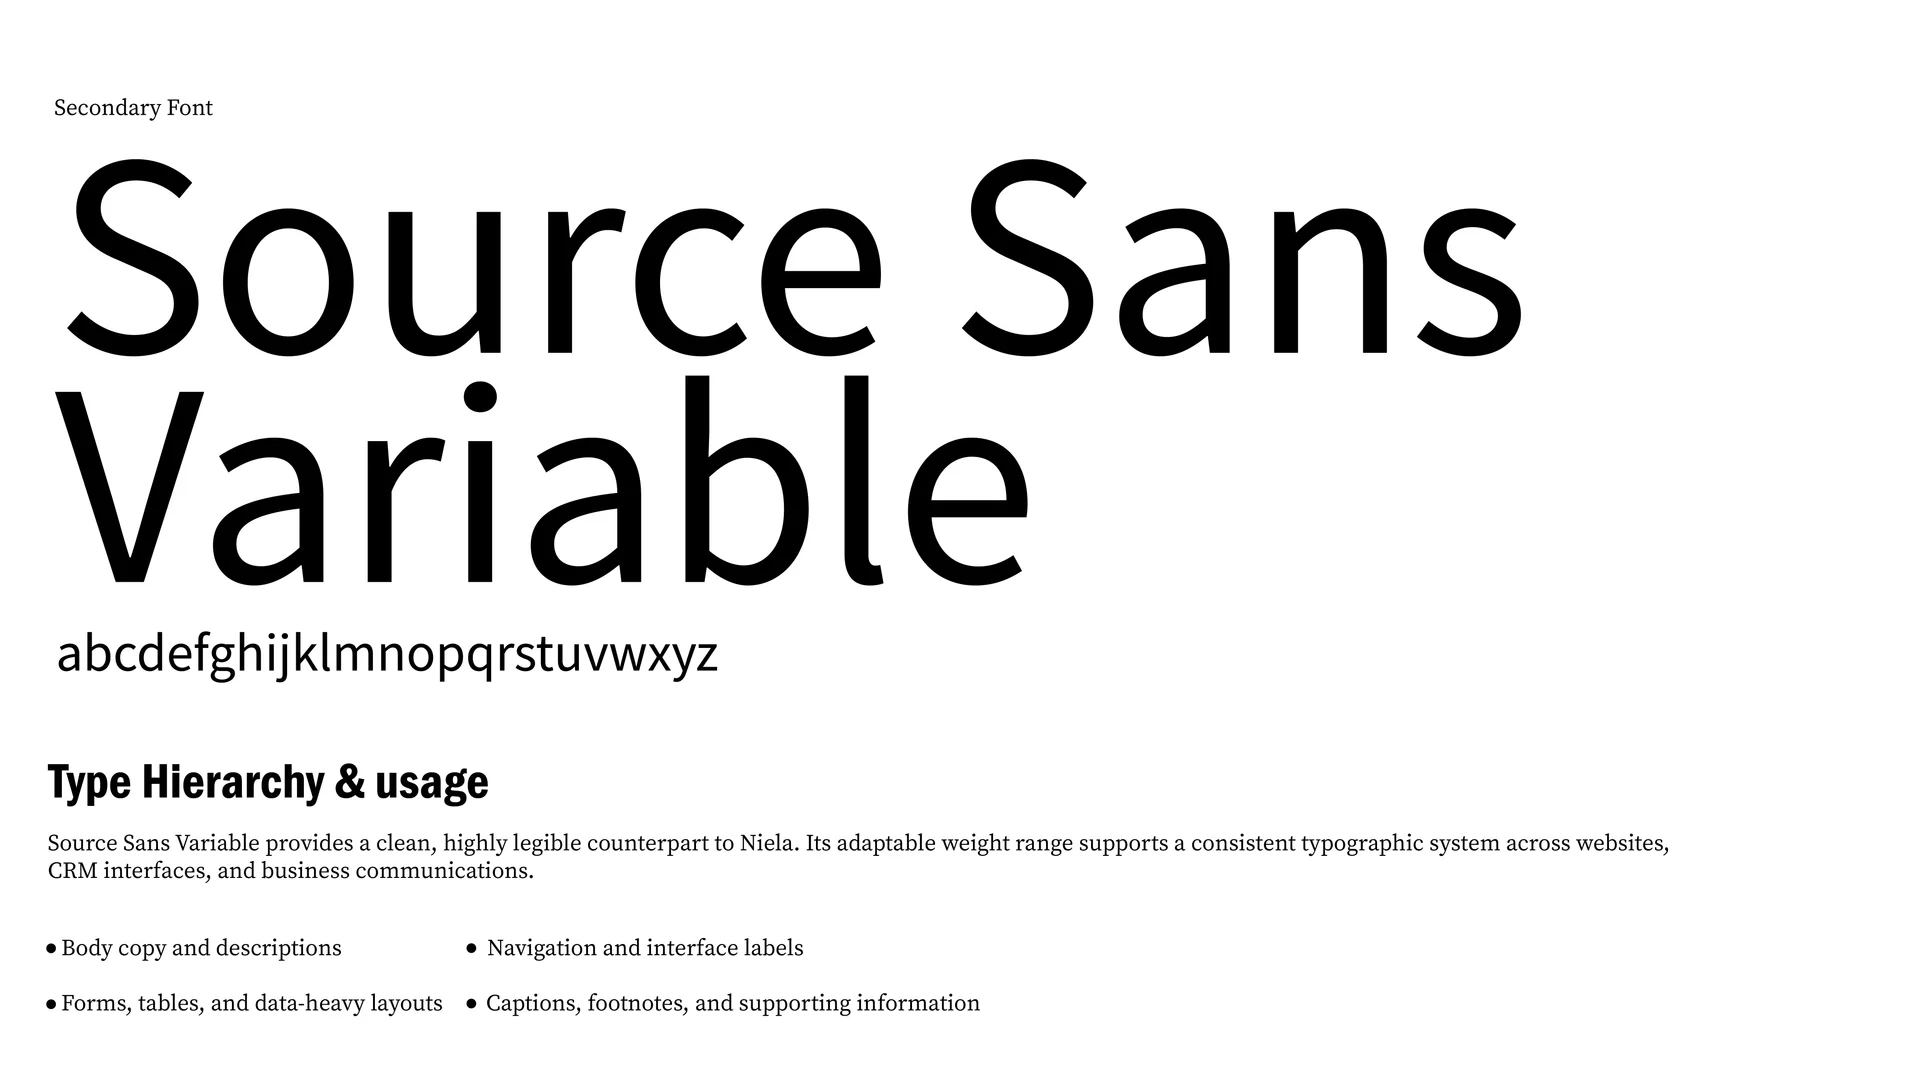 Secondary Font
Source Sans
Variable
abcdefghijklmnopqrstuvwxyz
Type Hierarchy & usage
Source Sans Variable provides a clean, highly legible counterpart to Niela. Its adaptable weight range supports a consistent typographic system across websites,
CRM interfaces, and business communications.
● Body copy and descriptions
● Navigation and interface labels
● Forms, tables, and data-heavy layouts
● Captions, footnotes, and supporting information